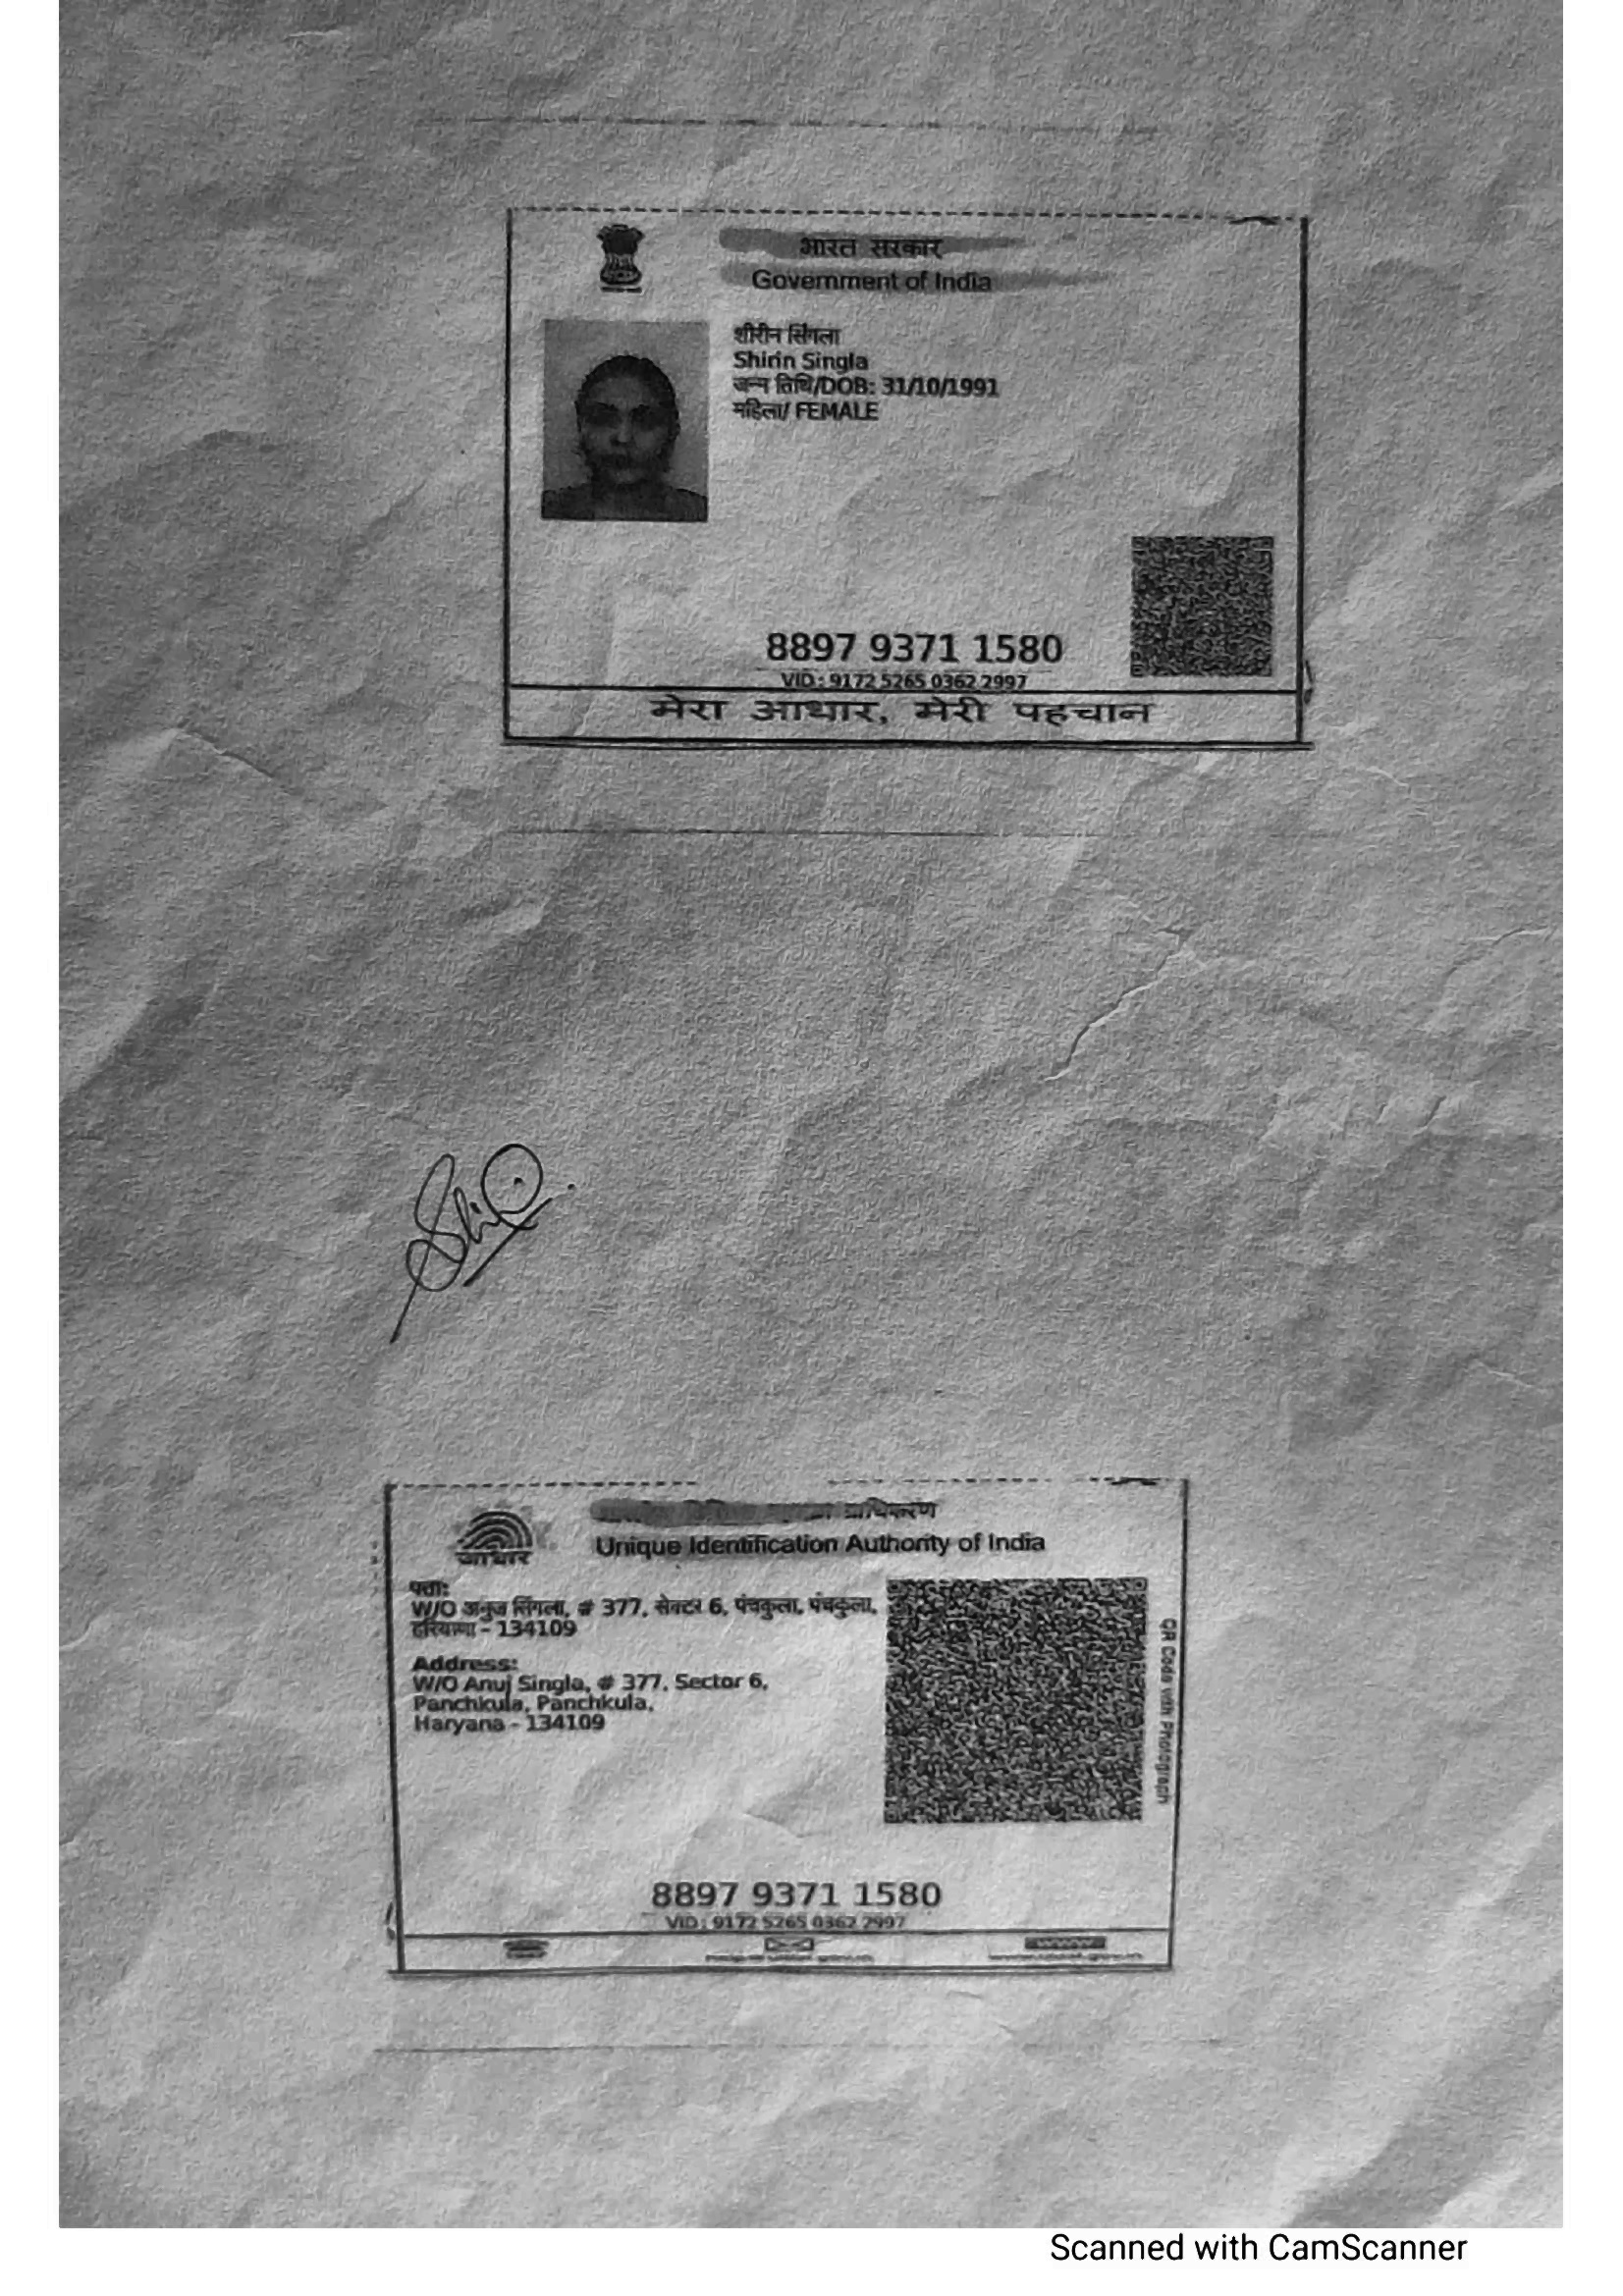 भारत सरकार
Government of India
शीरीन सिंगला
Shirin Singla
जन्म तिथि/DOB: 31/10/1991
महिला/ FEMALE
8897 9371 1580
VID : 9172 5265 0362 2997
मेरा आधार, मेरी पहचान
प्राधिकरण
Unique Identification Authority of India
आधार
पता:
W/O अनुज सिंगला, # 377, सेक्टर 6, पंचकुला, पंचकुला,
हरियाणा - 134109
Address:
W/O Anuj Singla, # 377, Sector 6,
Panchkula, Panchkula,
Haryana - 134109
QR Code with Photograph
8897 9371 1580
VID : 9172 5265 0362 2997
www
Scanned with CamScanner